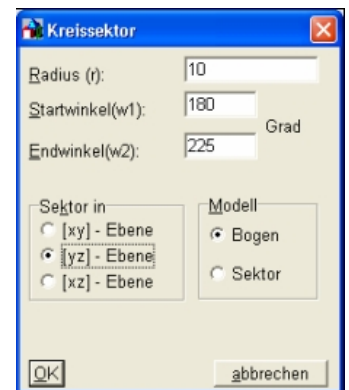 Kreissektor
Radius (r): 10
Startwinkel(w1): 180
Grad
Endwinkel(w2): 225
Sektor in
[xy] - Ebene
[yz] - Ebene
[xz] - Ebene
Modell
Bogen
Sektor
OK
abbrechen